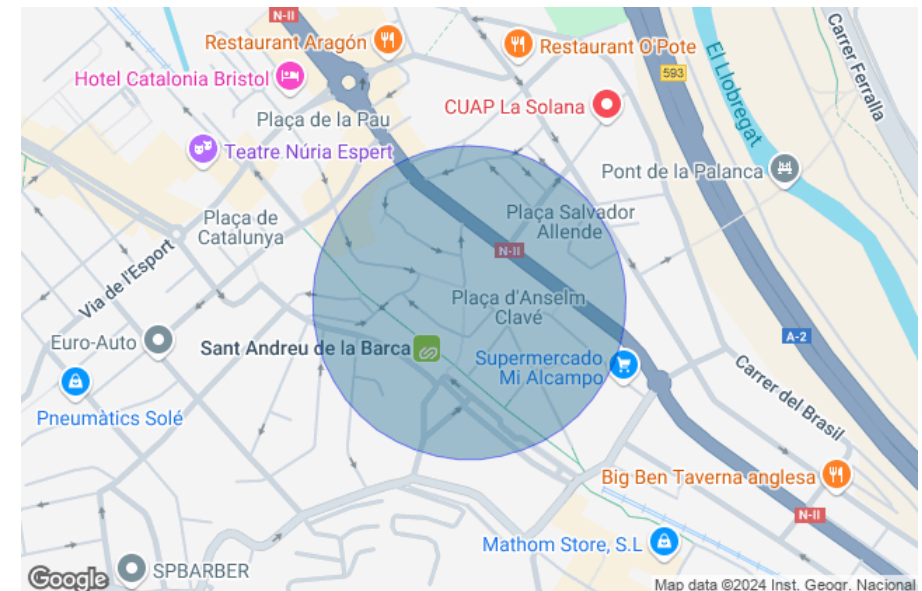 N-II
Restaurant Aragón
Restaurant O'Pote
Carrer Ferralla
Hotel Catalonia Bristol
593
El Llobregat
CUAP La Solana
Plaça de la Pau
Teatre Núria Espert
Pont de la Palanca
Plaça de
Catalunya
Plaça Salvador
Allende
N-II
Via de l'Esport
Plaça d'Anselm
Clavé
A-2
Euro-Auto
Sant Andreu de la Barca
Supermercado
Mi Alcampo
Carrer del Brasil
Pneumàtics Solé
Big Ben Taverna anglesa
N-II
Mathom Store, S.L
SPBARBER
Google
Map data ©2024 Inst. Geogr. Nacional